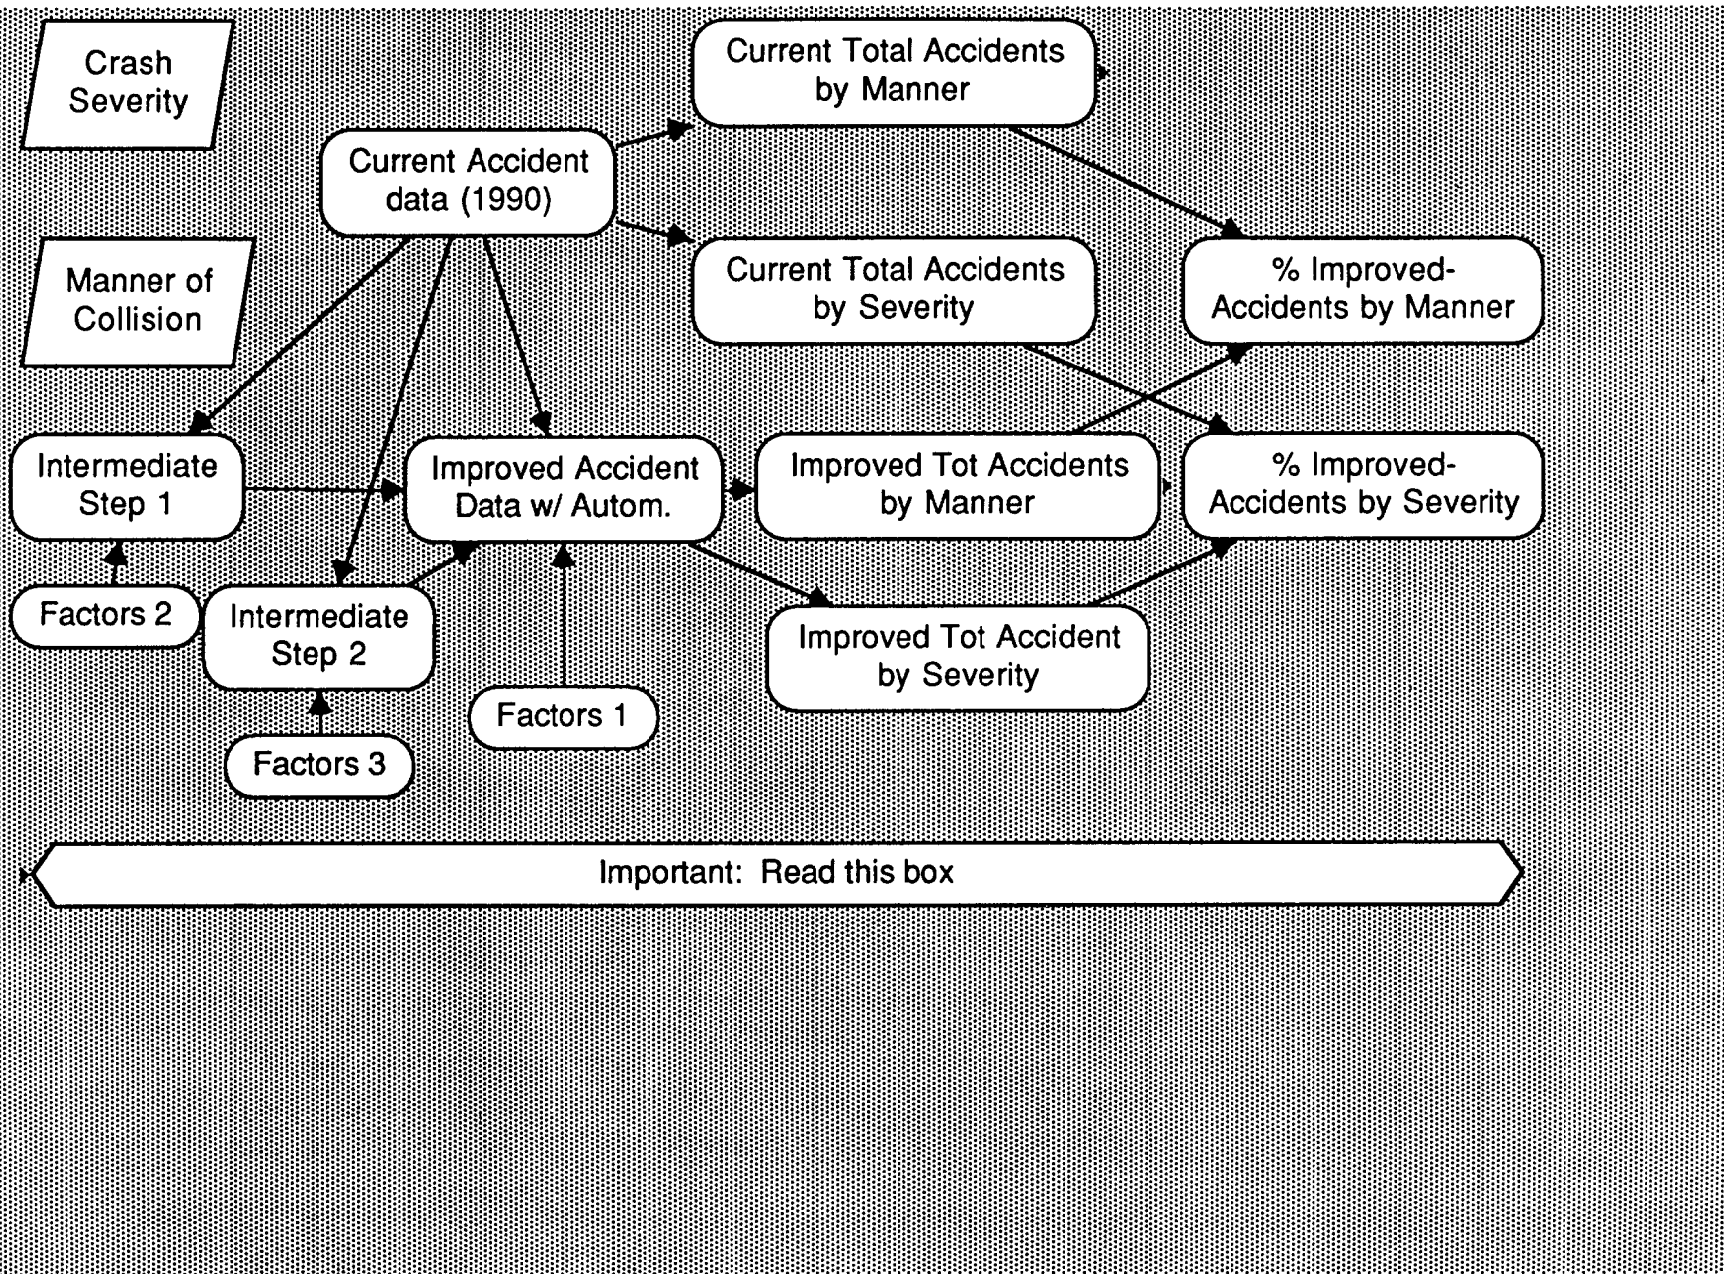 Crash
Severity
Current Total Accidents
by Manner
Current Accident
data (1990)
Manner of
Collision
Current Total Accidents
by Severity
% Improved-
Accidents by Manner
Intermediate
Step 1
Improved Accident
Data w/ Autom.
Improved Tot Accidents
by Manner
% Improved-
Accidents by Severity
Factors 2
Intermediate
Step 2
Improved Tot Accident
by Severity
Factors 1
Factors 3
Important: Read this box